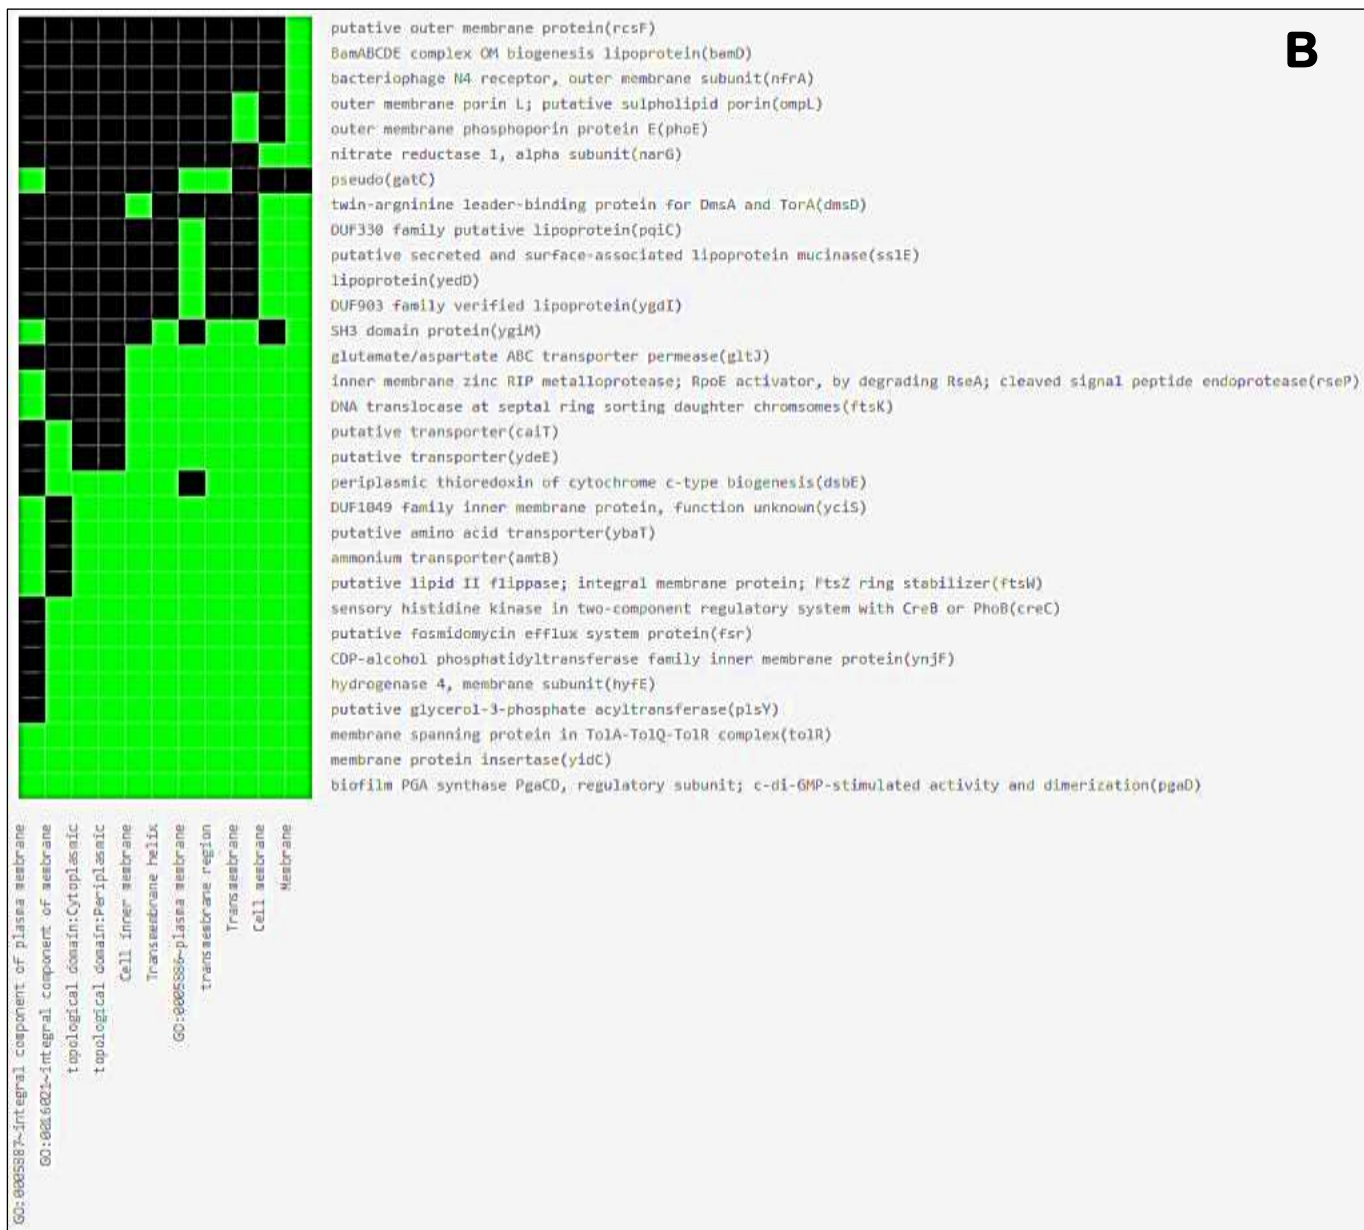 B
putative outer membrane protein(rcsF)
BamABCDE complex OM biogenesis lipoprotein(bamD)
bacteriophage N4 receptor, outer membrane subunit(nfrA)
outer membrane porin L; putative sulpholipid porin(ompL)
outer membrane phosphoporin protein E(phoE)
nitrate reductase 1, alpha subunit(narG)
pseudo(gatC)
twin-argninine leader-binding protein for DmsA and TorA(dmsD)
DUF330 family putative lipoprotein(pqiC)
putative secreted and surface-associated lipoprotein mucinase(sslE)
lipoprotein(yedD)
DUF903 family verified lipoprotein(ygdI)
SH3 domain protein(ygiM)
glutamate/aspartate ABC transporter permease(gltJ)
inner membrane zinc RIP metalloprotease; RpoE activator, by degrading RseA; cleaved signal peptide endoprotease(rseP)
DNA translocase at septal ring sorting daughter chromsomes(ftsK)
putative transporter(caiT)
putative transporter(ydeE)
periplasmic thioredoxin of cytochrome c-type biogenesis(dsbE)
DUF1049 family inner membrane protein, function unknown(yciS)
putative amino acid transporter(ybaT)
ammonium transporter(amtB)
putative lipid II flippase; integral membrane protein; FtsZ ring stabilizer(ftsW)
sensory histidine kinase in two-component regulatory system with CreB or PhoB(creC)
putative fosmidomycin efflux system protein(fsr)
CDP-alcohol phosphatidyltransferase family inner membrane protein(ynjF)
hydrogenase 4, membrane subunit(hyfE)
putative glycerol-3-phosphate acyltransferase(plsY)
membrane spanning protein in TolA-TolQ-TolR complex(tolR)
membrane protein insertase(yidC)
biofilm PGA synthase PgaCD, regulatory subunit; c-di-GMP-stimulated activity and dimerization(pgaD)
GO:0005887~integral component of plasma membrane
GO:0016021~integral component of membrane
topological domain:Cytoplasmic
topological domain:Periplasmic
Cell inner membrane
Transmembrane helix
GO:0005886~plasma membrane
transmembrane region
Transmembrane
Cell membrane
Membrane